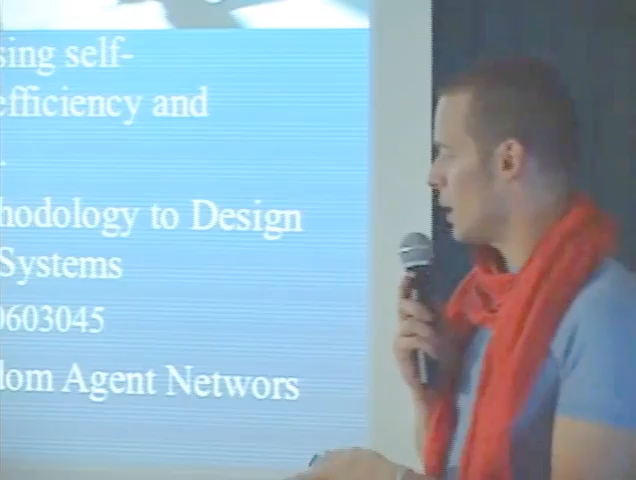 sing self-
efficiency and
.
hodology to Design
Systems
0603045
dom Agent Networs